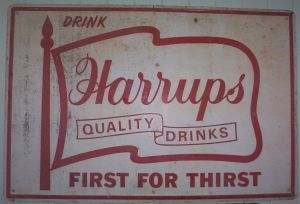 DRINK
Harrups
QUALITY DRINKS
FIRST FOR THIRST